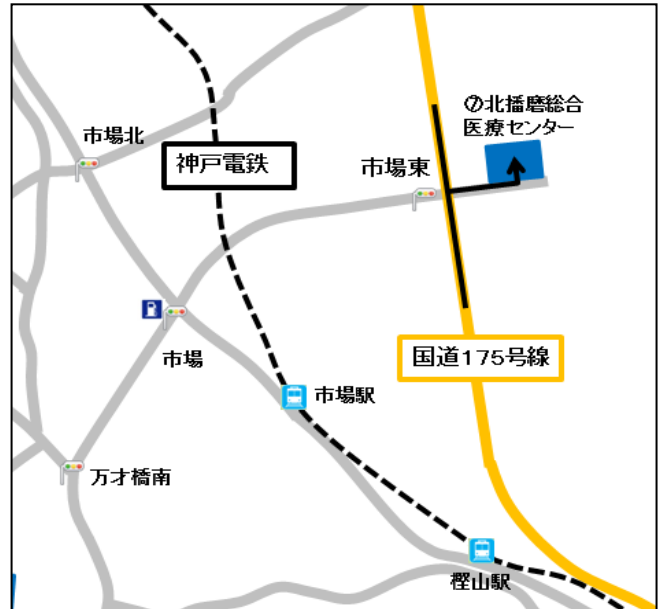 ⑦北播磨総合
医療センター
市場北
神戸電鉄
市場東
国道175号線
市場
市場駅
万才橋南
樫山駅